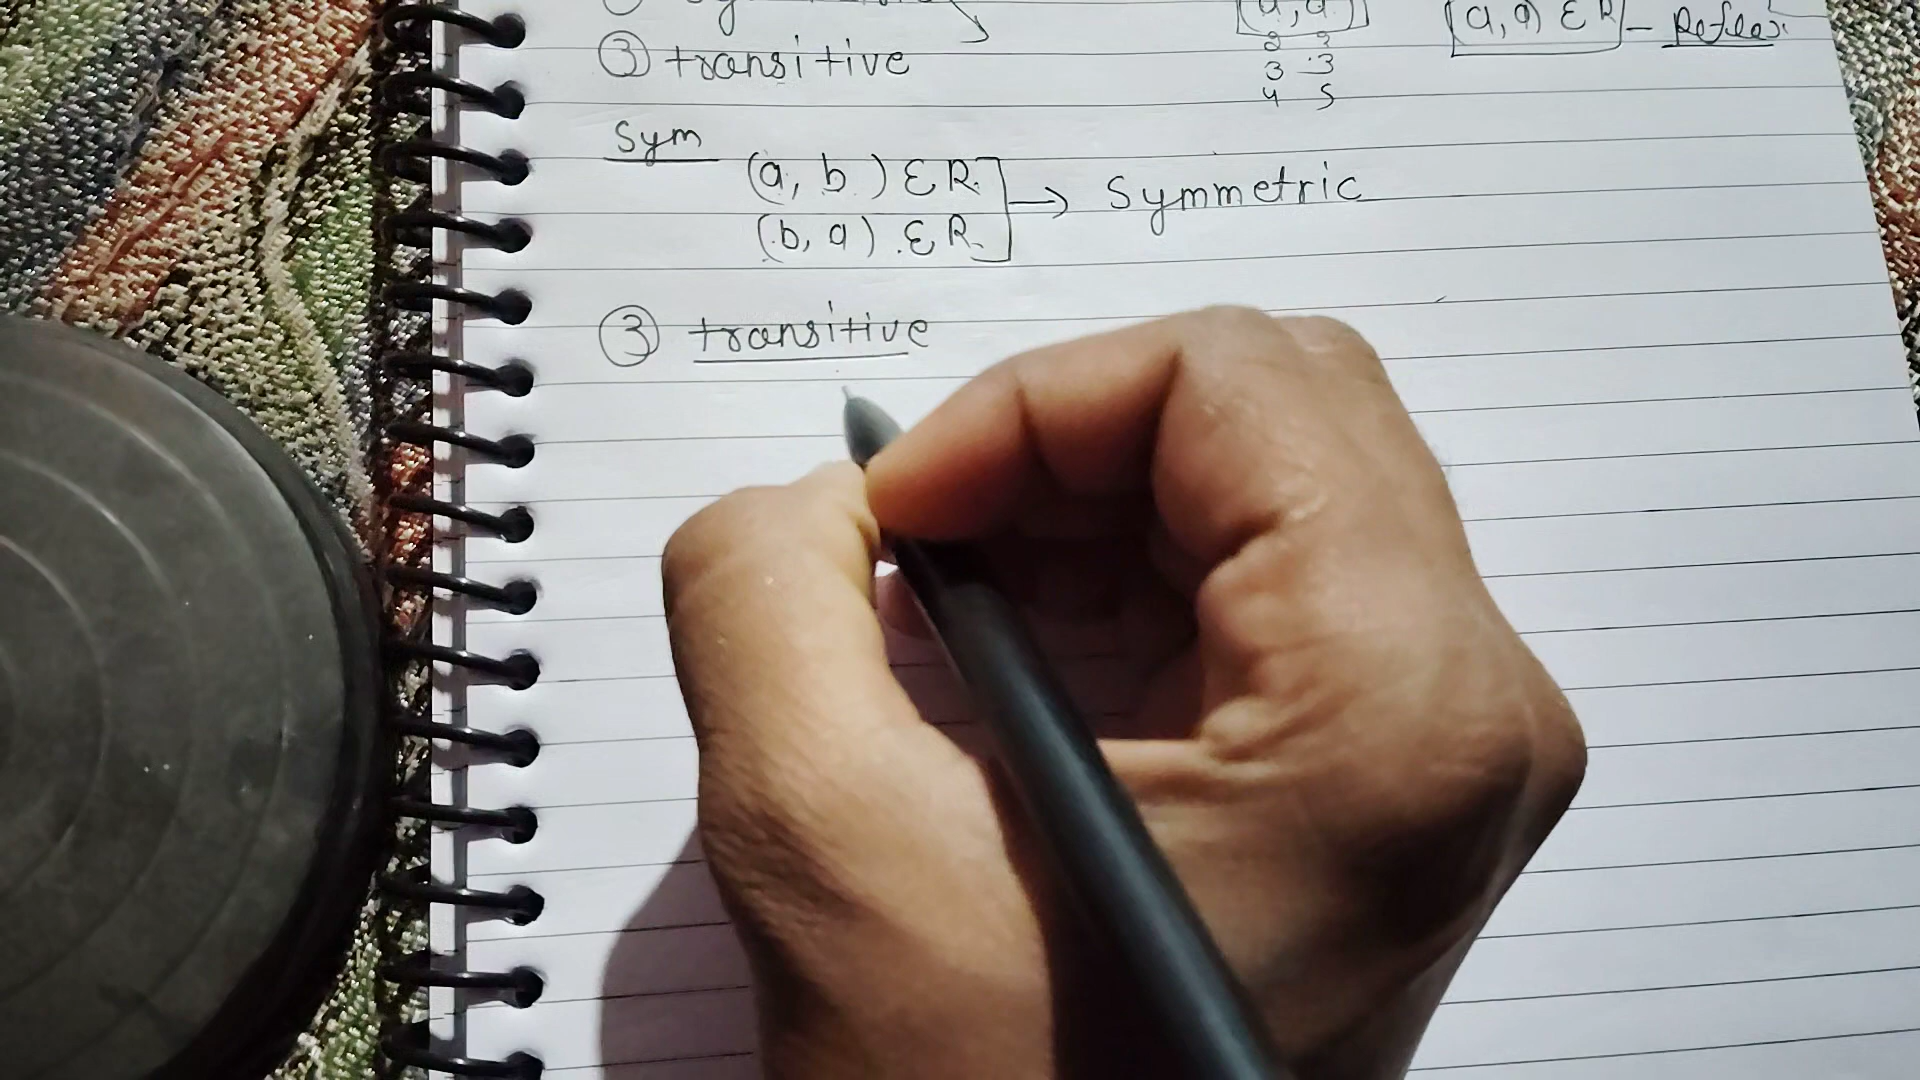 ③ transitive
(a, a) ε R — Reflex
2 2
3 3
4 5
Sym
(a, b) ε R → Symmetric
(b, a) ε R
③ transitive